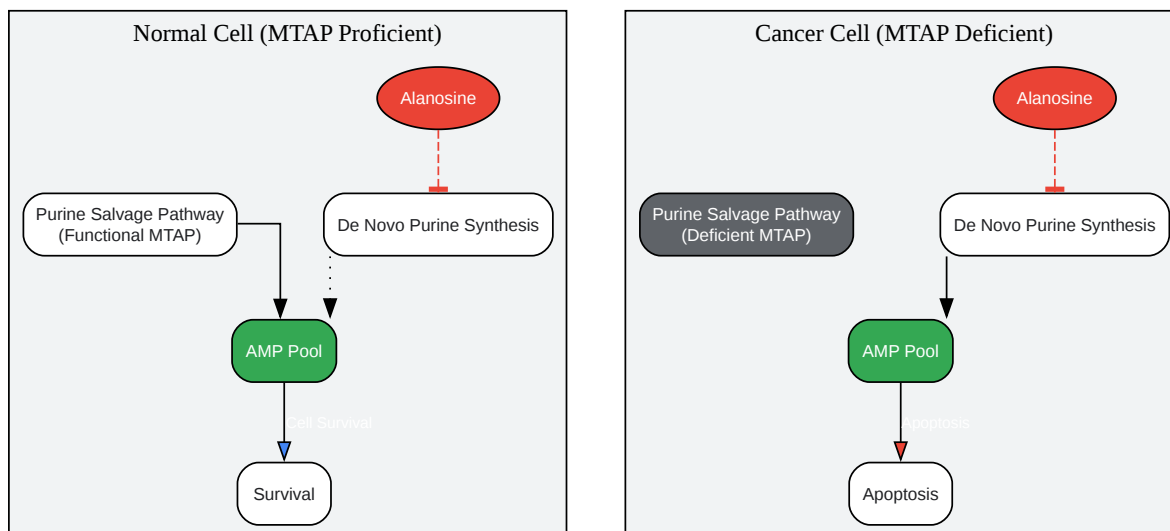 Normal Cell (MTAP Proficient)
Alanosine
Purine Salvage Pathway
(Functional MTAP)
De Novo Purine Synthesis
AMP Pool
Cell Survival
Survival
Cancer Cell (MTAP Deficient)
Alanosine
Purine Salvage Pathway
(Deficient MTAP)
De Novo Purine Synthesis
AMP Pool
Apoptosis
Apoptosis